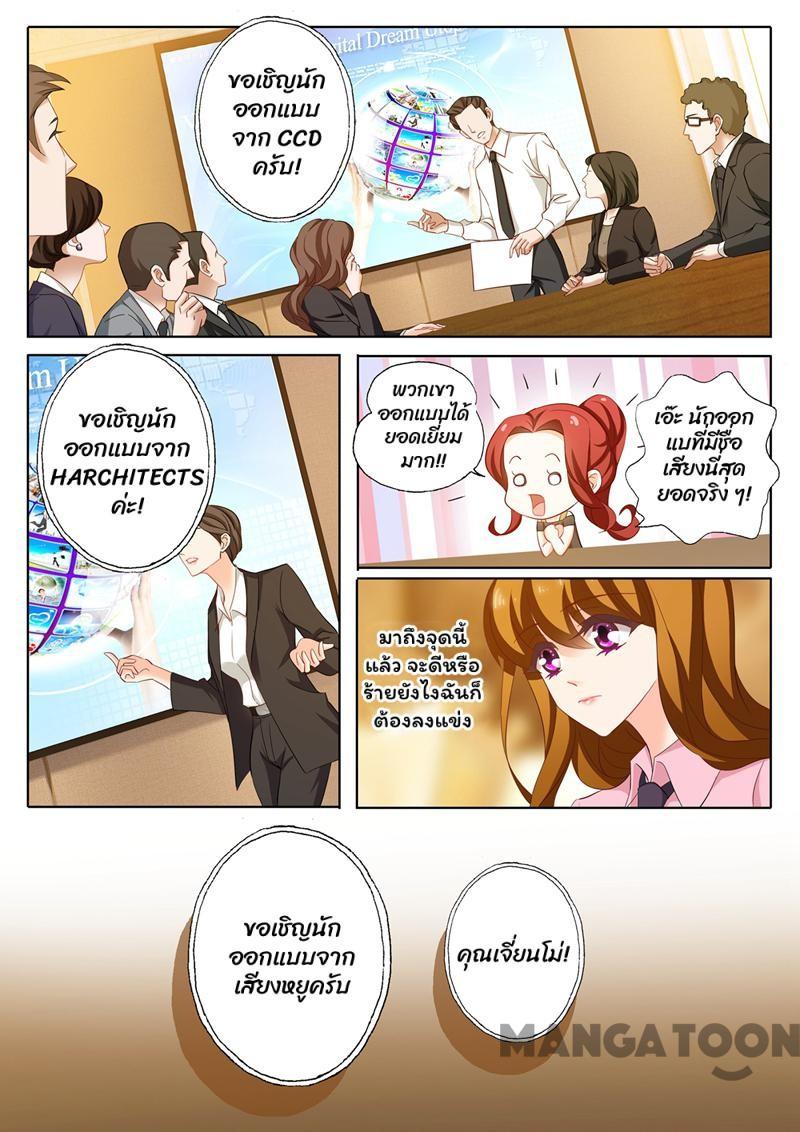 ital Dream Utop
ขอเชิญนัก
ออกแบบ
จาก CCD
ครับ!
m U
ขอเชิญนัก
ออกแบบจาก
HARCHITECTS
ค่ะ!
พวกเขา
ออกแบบได้
ยอดเยี่ยม
มาก!!
เอ๊ะ นักออก
แบที่มีชื่อ
เสียงนี่สุด
ยอดจริง ๆ!
มาถึงจุดนี้
แล้ว จะดีหรือ
ร้ายยังไงฉันก็
ต้องลงแข่ง
ขอเชิญนัก
ออกแบบจาก
เสียงหยูครับ
คุณเจี่ยนโม่!
MANGATOON